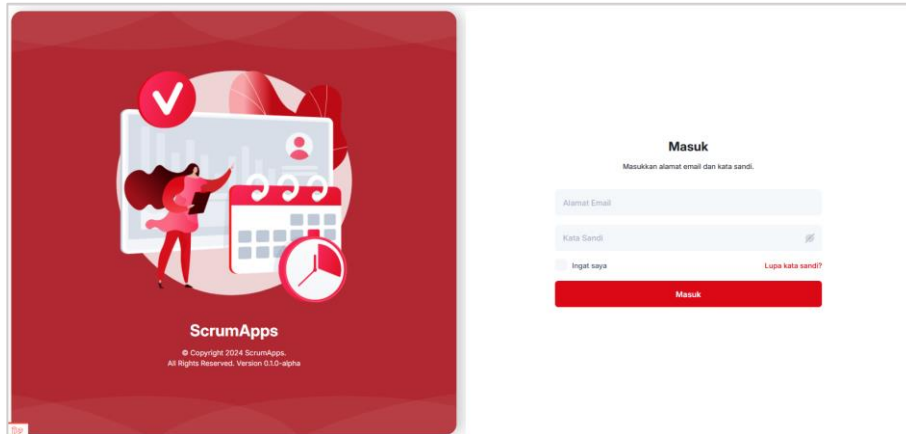 ScrumApps
© Copyright 2024 ScrumApps.
All Rights Reserved. Version 0.1.0-alpha
Masuk
Masukkan alamat email dan kata sandi.
Alamat Email
Kata Sandi
Ingat saya
Lupa kata sandi?
Masuk